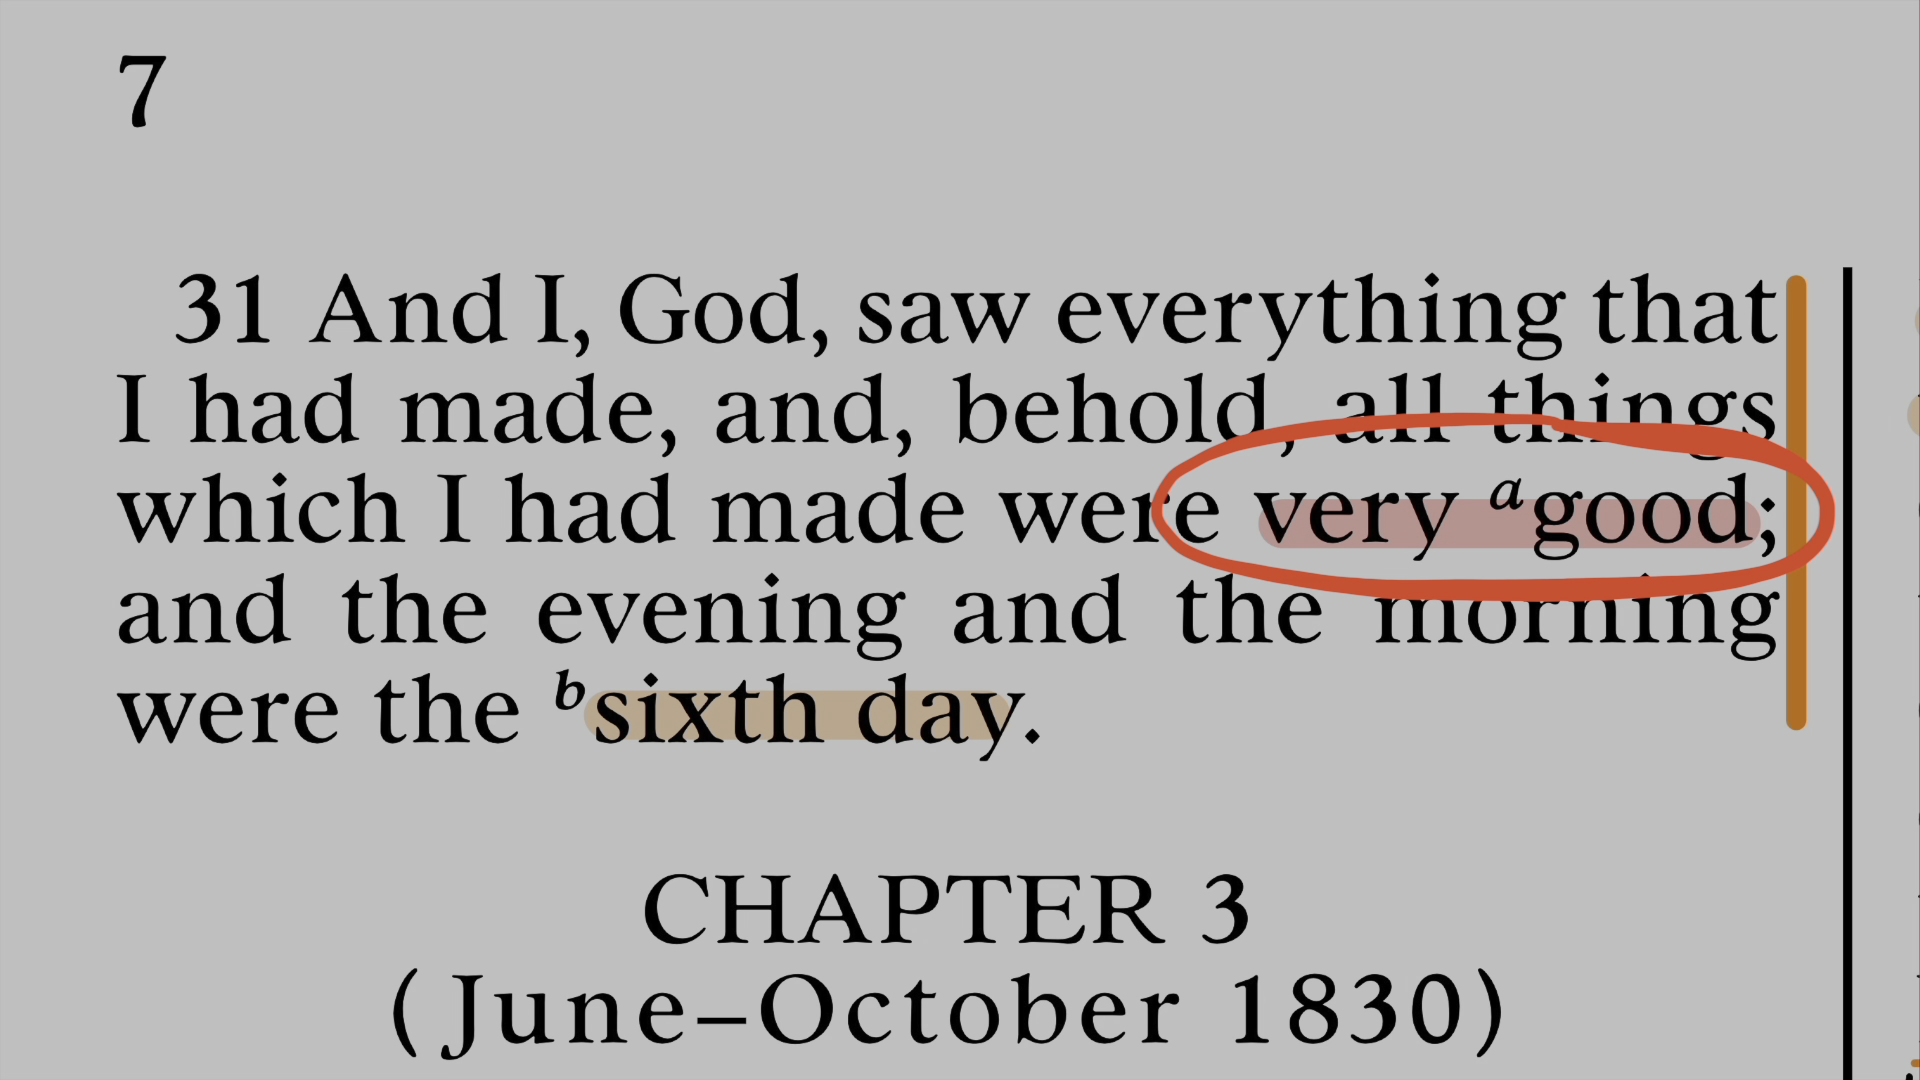 7
31 And I, God, saw everything that
I had made, and, behold, all things
which I had made were very ᵃgood;
and the evening and the morning
were the ᵇsixth day.
CHAPTER 3
(June–October 1830)